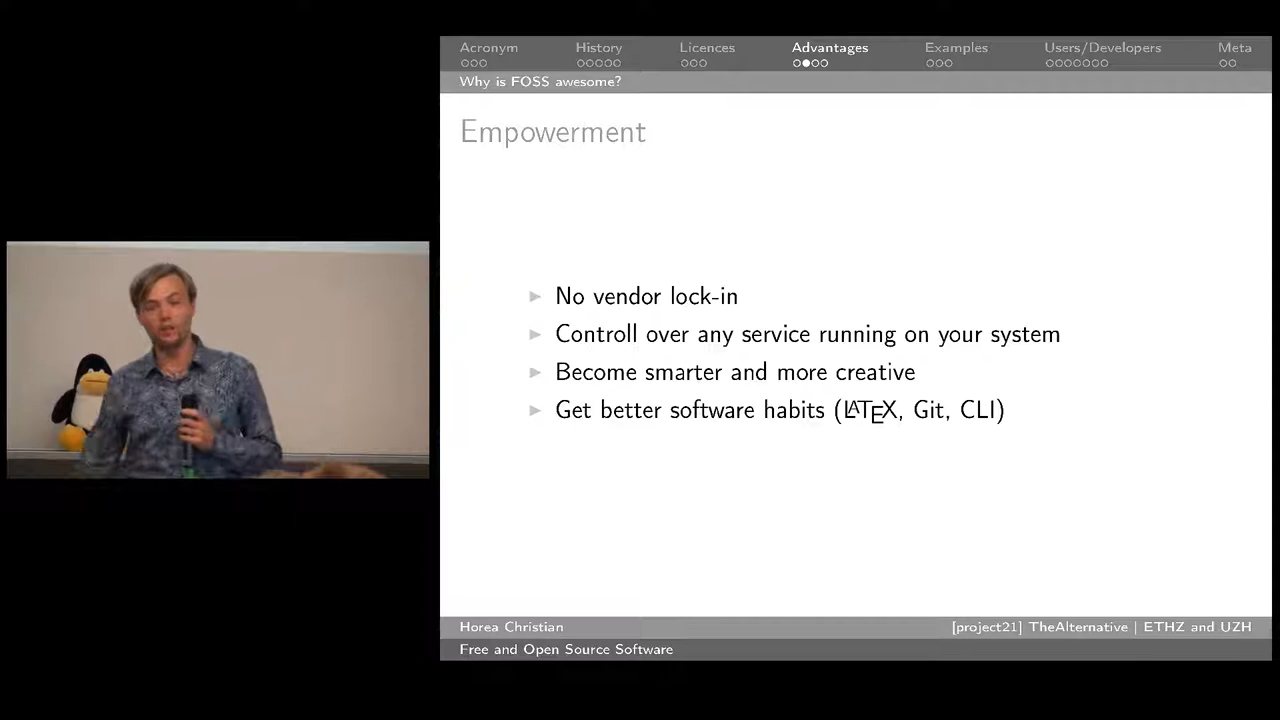 Acronym History Licences Advantages Examples Users/Developers Meta
Why is FOSS awesome?
Empowerment
No vendor lock-in
Controll over any service running on your system
Become smarter and more creative
Get better software habits (LATEX, Git, CLI)
Horea Christian [project21] TheAlternative | ETHZ and UZH
Free and Open Source Software